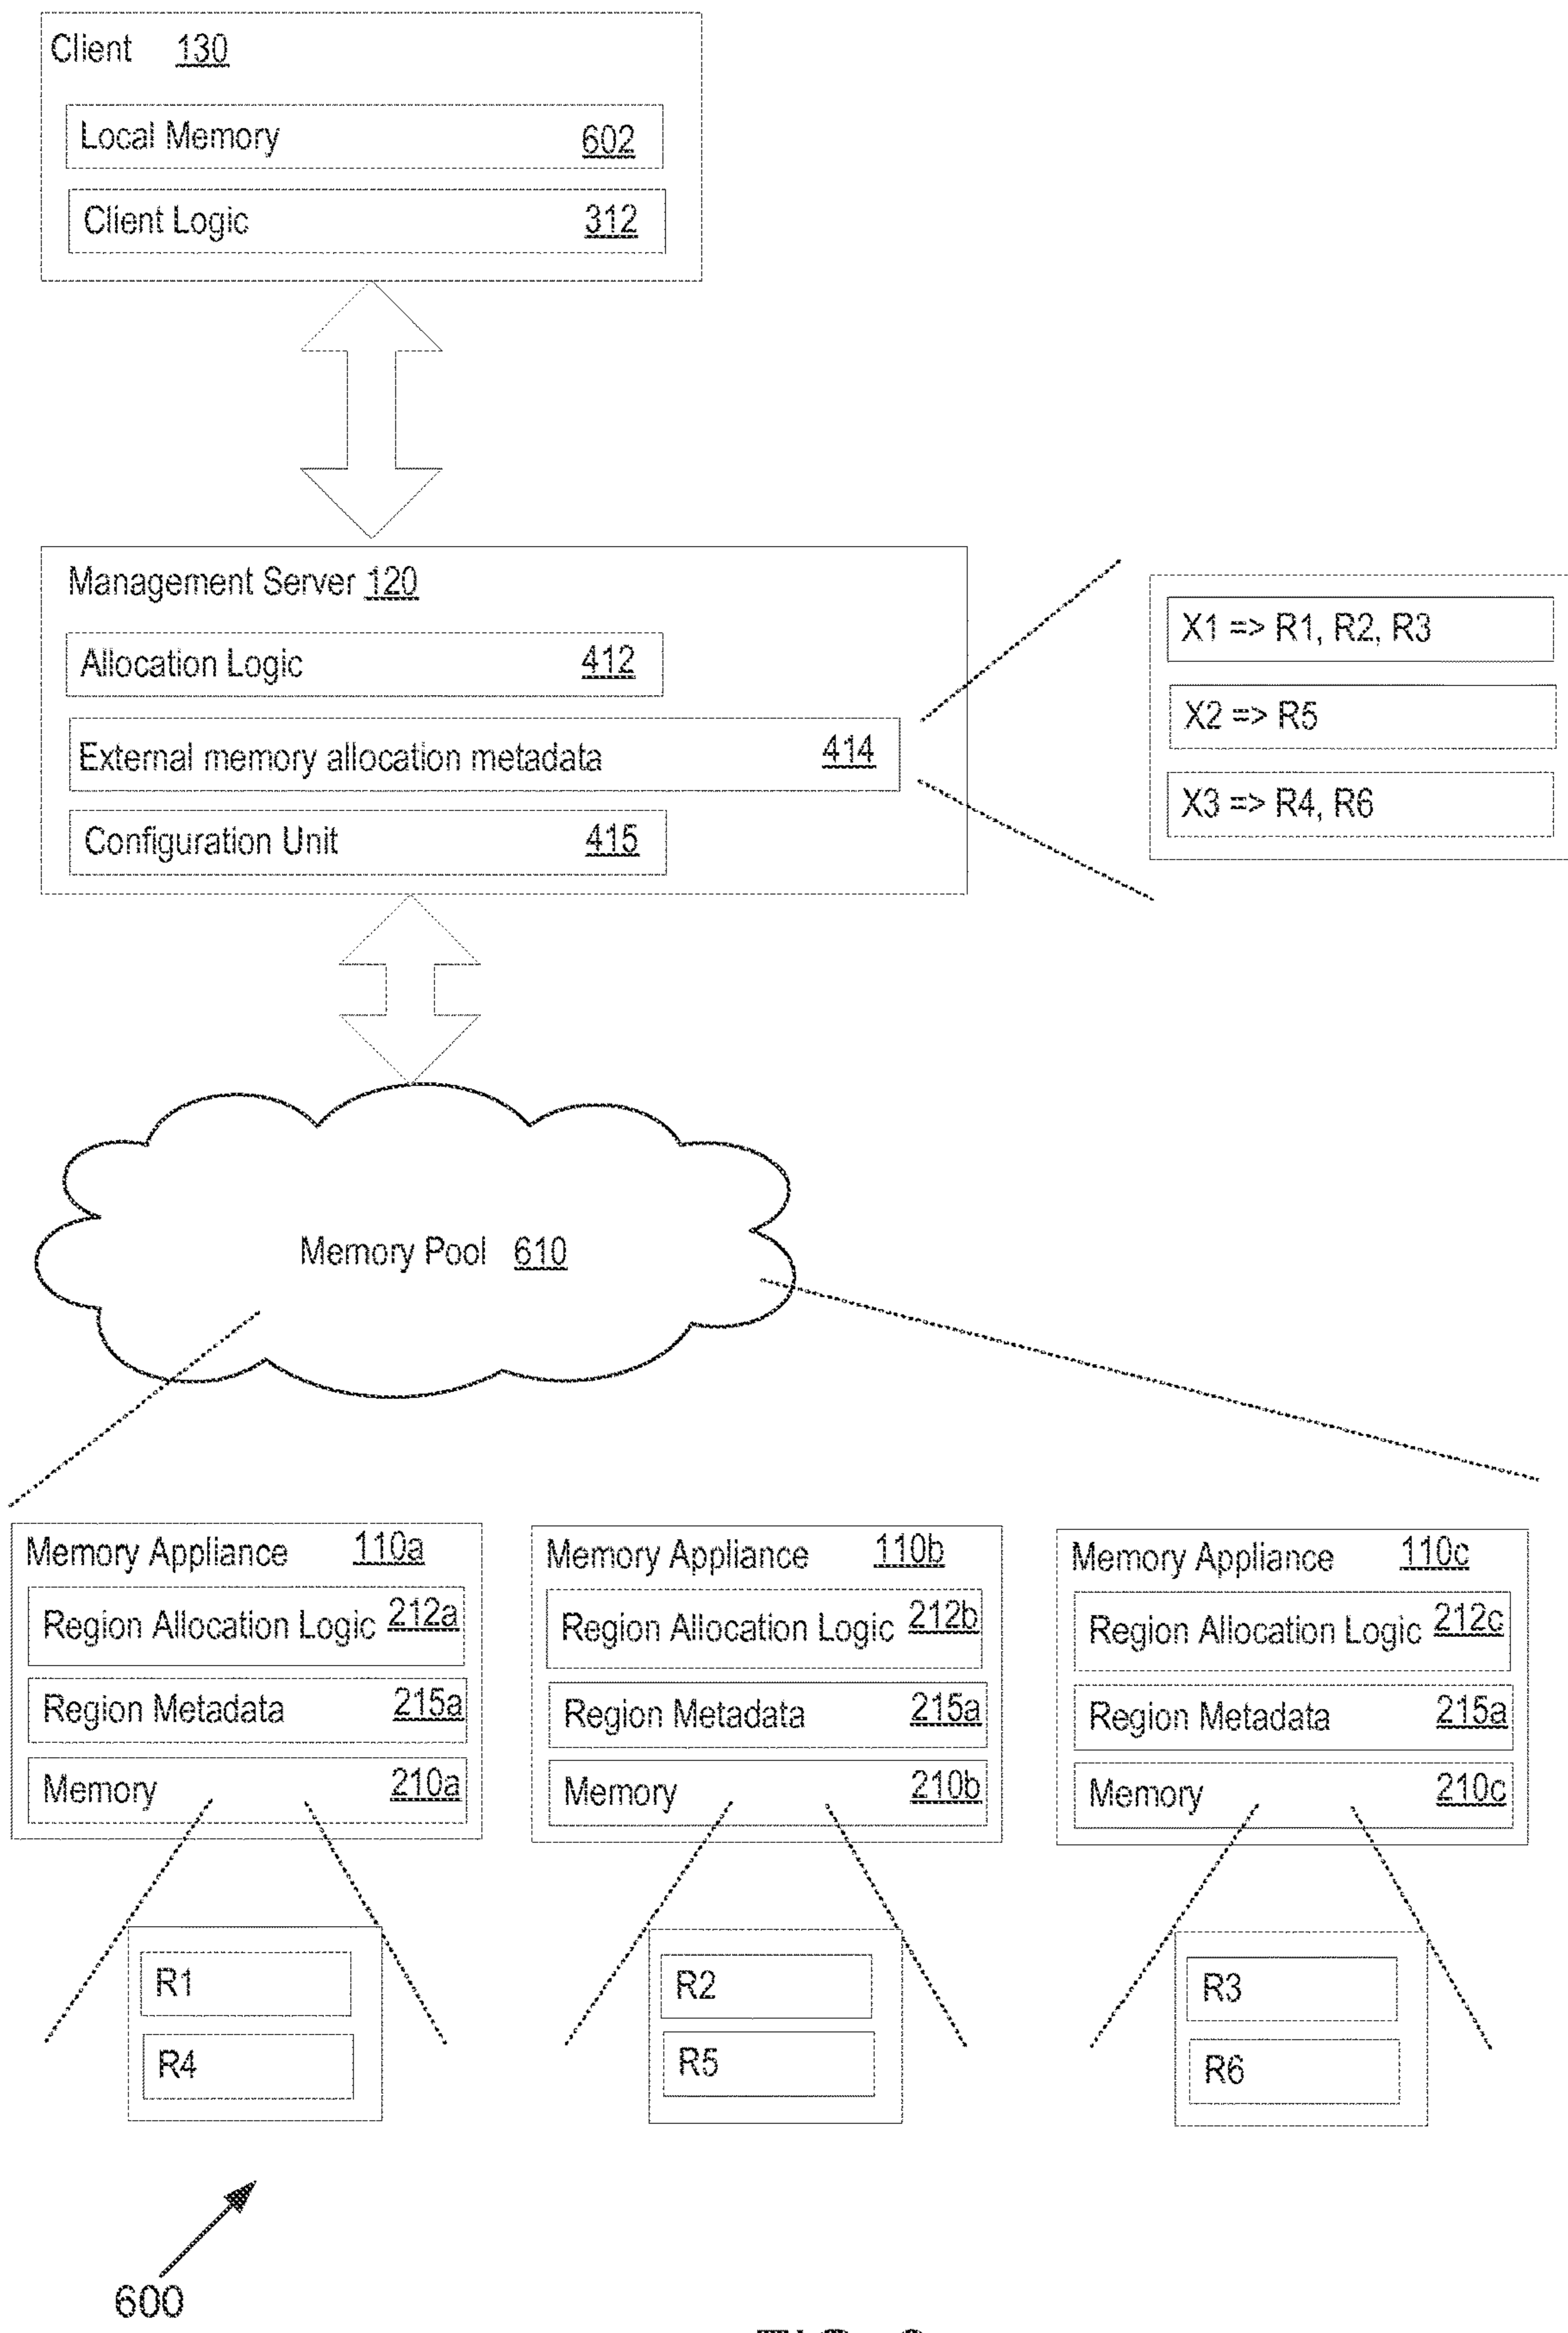 Client 130
Local Memory 602
Client Logic 312
Management Server 120
Allocation Logic 412
External memory allocation metadata 414
Configuration Unit 415
X1 => R1, R2, R3
X2 => R5
X3 => R4, R6
Memory Pool 610
Memory Appliance 110a
Region Allocation Logic 212a
Region Metadata 215a
Memory 210a
R1
R4
Memory Appliance 110b
Region Allocation Logic 212b
Region Metadata 215a
Memory 210b
R2
R5
Memory Appliance 110c
Region Allocation Logic 212c
Region Metadata 215a
Memory 210c
R3
R6
600